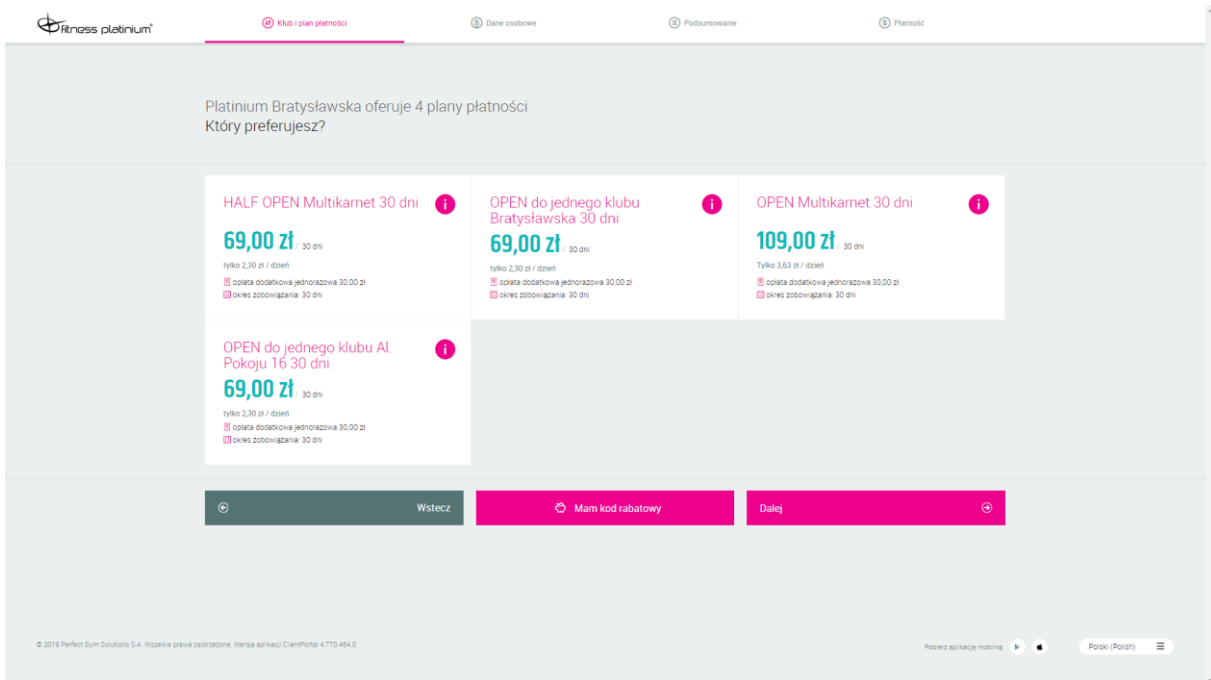 fitness platinium
Klub i plan płatności
Dane osobowe
Podsumowanie
Płatność
Platinium Bratysławska oferuje 4 plany płatności
Który preferujesz?
HALF OPEN Multikarnet 30 dni
69,00 zł / 30 dni
tylko 2,30 zł / dzień
opłata dodatkowa jednorazowa 30,00 zł
okres zobowiązania: 30 dni
OPEN do jednego klubu
Bratysławska 30 dni
69,00 zł / 30 dni
tylko 2,30 zł / dzień
opłata dodatkowa jednorazowa 30,00 zł
okres zobowiązania: 30 dni
OPEN Multikarnet 30 dni
109,00 zł / 30 dni
Tylko 3,63 zł / dzień
opłata dodatkowa jednorazowa 30,00 zł
okres zobowiązania: 30 dni
OPEN do jednego klubu Al.
Pokoju 16 30 dni
69,00 zł / 30 dni
tylko 2,30 zł / dzień
opłata dodatkowa jednorazowa 30,00 zł
okres zobowiązania: 30 dni
Wstecz
Mam kod rabatowy
Dalej
© 2019 Perfect Gym Solutions S.A. Wszelkie prawa zastrzeżone. Wersja aplikacji ClientPortal 4.770.464.0
Pobierz aplikację mobilną:
Polski (Polish)